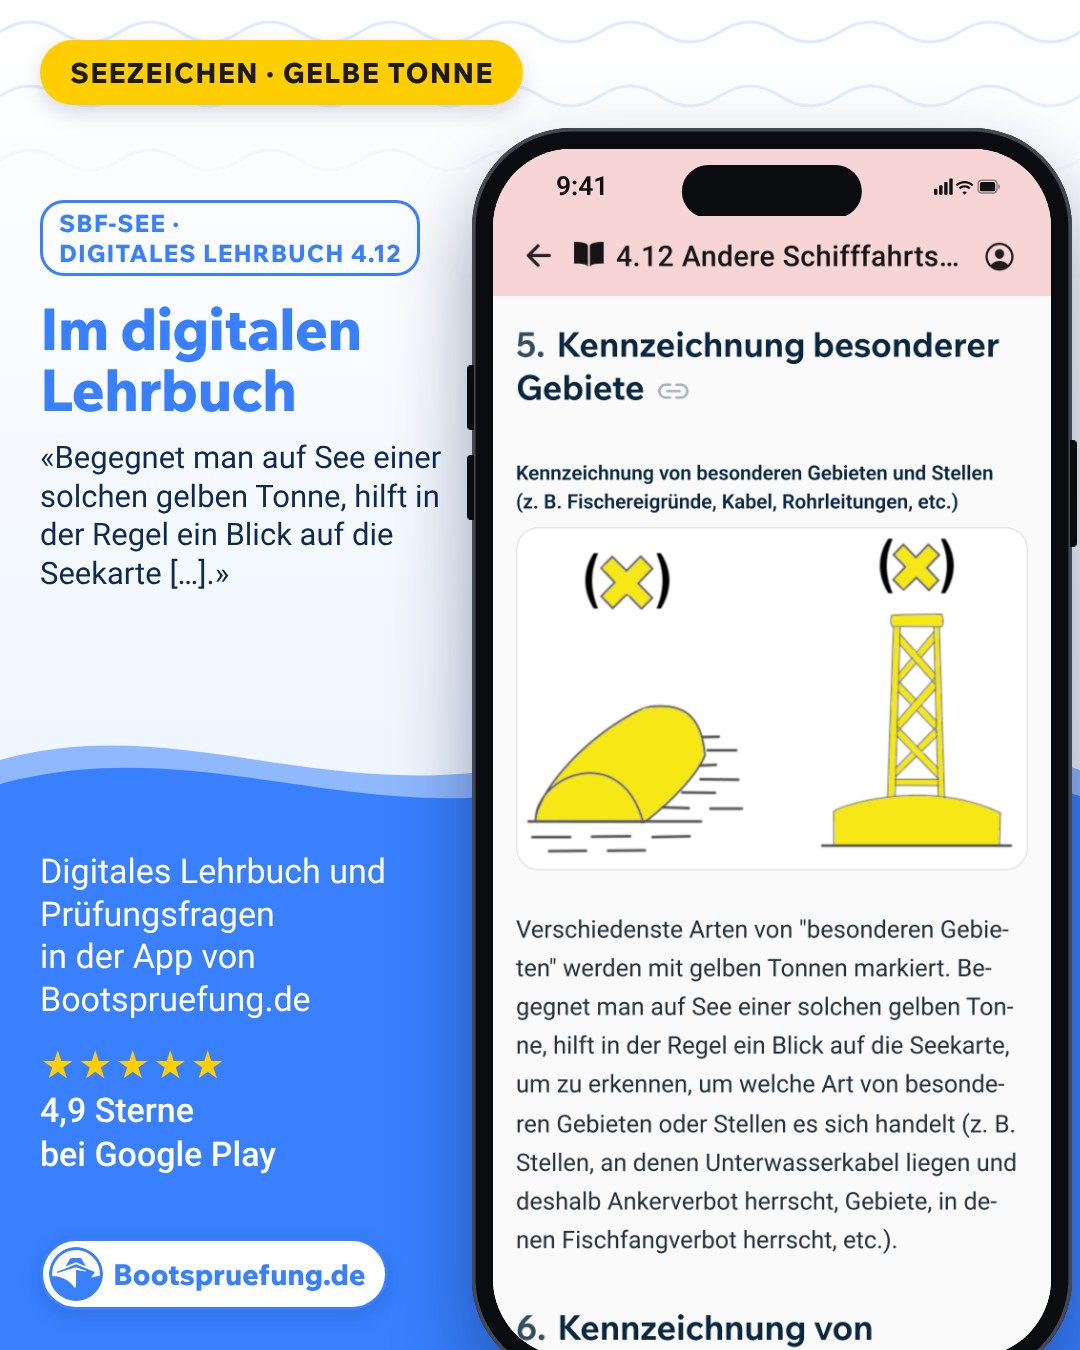 SEEZEICHEN · GELBE TONNE
SBF-SEE ·
DIGITALES LEHRBUCH 4.12
Im digitalen
Lehrbuch
«Begegnet man auf See einer
solchen gelben Tonne, hilft in
der Regel ein Blick auf die
Seekarte [...].»
Digitales Lehrbuch und
Prüfungsfragen
in der App von
Bootspruefung.de
★★★★★
4,9 Sterne
bei Google Play
Bootspruefung.de
9:41
4.12 Andere Schifffahrts...
5. Kennzeichnung besonderer
Gebiete
Kennzeichnung von besonderen Gebieten und Stellen
(z. B. Fischereigründe, Kabel, Rohrleitungen, etc.)
( ) ( )
Verschiedenste Arten von "besonderen Gebie-
ten" werden mit gelben Tonnen markiert. Be-
gegnet man auf See einer solchen gelben Ton-
ne, hilft in der Regel ein Blick auf die Seekarte,
um zu erkennen, um welche Art von besonde-
ren Gebieten oder Stellen es sich handelt (z. B.
Stellen, an denen Unterwasserkabel liegen und
deshalb Ankerverbot herrscht, Gebiete, in de-
nen Fischfangverbot herrscht, etc.).
6. Kennzeichnung von